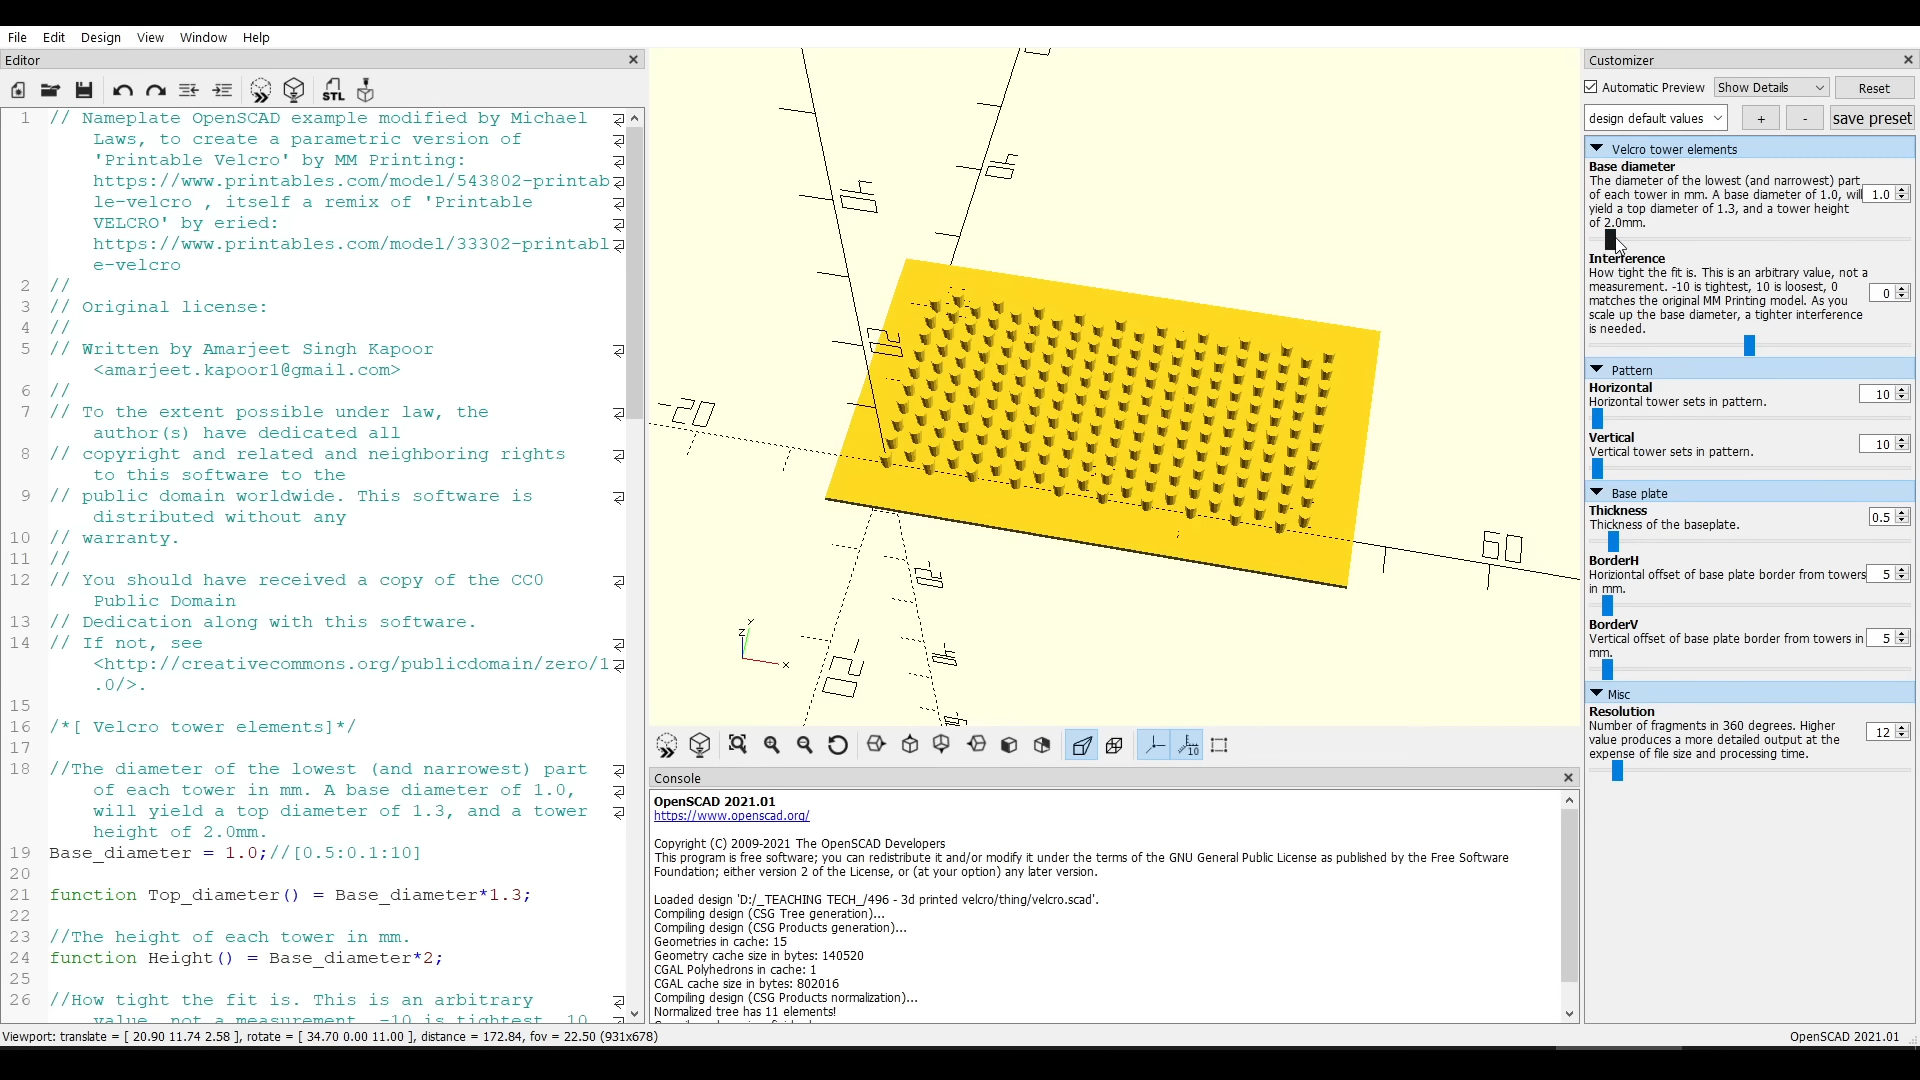 File Edit Design View Window Help
Editor
STL
1 // Nameplate OpenSCAD example modified by Michael
Laws, to create a parametric version of
'Printable Velcro' by MM Printing:
https://www.printables.com/model/543802-printab
le-velcro , itself a remix of 'Printable
VELCRO' by eried:
https://www.printables.com/model/33302-printabl
e-velcro
2 //
3 // Original license:
4 //
5 // Written by Amarjeet Singh Kapoor
<amarjeet.kapoor1@gmail.com>
6 //
7 // To the extent possible under law, the
author(s) have dedicated all
8 // copyright and related and neighboring rights
to this software to the
9 // public domain worldwide. This software is
distributed without any
10 // warranty.
11 //
12 // You should have received a copy of the CC0
Public Domain
13 // Dedication along with this software.
14 // If not, see
<http://creativecommons.org/publicdomain/zero/1
.0/>.
15
16 /*[ Velcro tower elements]*/
17
18 //The diameter of the lowest (and narrowest) part
of each tower in mm. A base diameter of 1.0,
will yield a top diameter of 1.3, and a tower
height of 2.0mm.
19 Base_diameter = 1.0;//[0.5:0.1:10]
20
21 function Top_diameter() = Base_diameter*1.3;
22
23 //The height of each tower in mm.
24 function Height() = Base_diameter*2;
25
26 //How tight the fit is. This is an arbitrary
value, not a measurement. -10 is tightest, 10
-20
60
z
y
x
10
Console
OpenSCAD 2021.01
https://www.openscad.org/
Copyright (C) 2009-2021 The OpenSCAD Developers
This program is free software; you can redistribute it and/or modify it under the terms of the GNU General Public License as published by the Free Software
Foundation; either version 2 of the License, or (at your option) any later version.
Loaded design 'D:/_TEACHING TECH_/496 - 3d printed velcro/thing/velcro.scad'.
Compiling design (CSG Tree generation)...
Compiling design (CSG Products generation)...
Geometries in cache: 15
Geometry cache size in bytes: 140520
CGAL Polyhedrons in cache: 1
CGAL cache size in bytes: 802016
Compiling design (CSG Products normalization)...
Normalized tree has 11 elements!
Customizer
Automatic Preview Show Details Reset
design default values + - save preset
Velcro tower elements
Base diameter
The diameter of the lowest (and narrowest) part
of each tower in mm. A base diameter of 1.0, will 1.0
yield a top diameter of 1.3, and a tower height
of 2.0mm.
Interference
How tight the fit is. This is an arbitrary value, not a
measurement. -10 is tightest, 10 is loosest, 0 0
matches the original MM Printing model. As you
scale up the base diameter, a tighter interference
is needed.
Pattern
Horizontal
Horizontal tower sets in pattern. 10
Vertical
Vertical tower sets in pattern. 10
Base plate
Thickness
Thickness of the baseplate. 0.5
BorderH
Horiziontal offset of base plate border from towers 5
in mm.
BorderV
Vertical offset of base plate border from towers in 5
mm.
Misc
Resolution
Number of fragments in 360 degrees. Higher
value produces a more detailed output at the 12
expense of file size and processing time.
Viewport: translate = [ 20.90 11.74 2.58 ], rotate = [ 34.70 0.00 11.00 ], distance = 172.84, fov = 22.50 (931x678)
OpenSCAD 2021.01